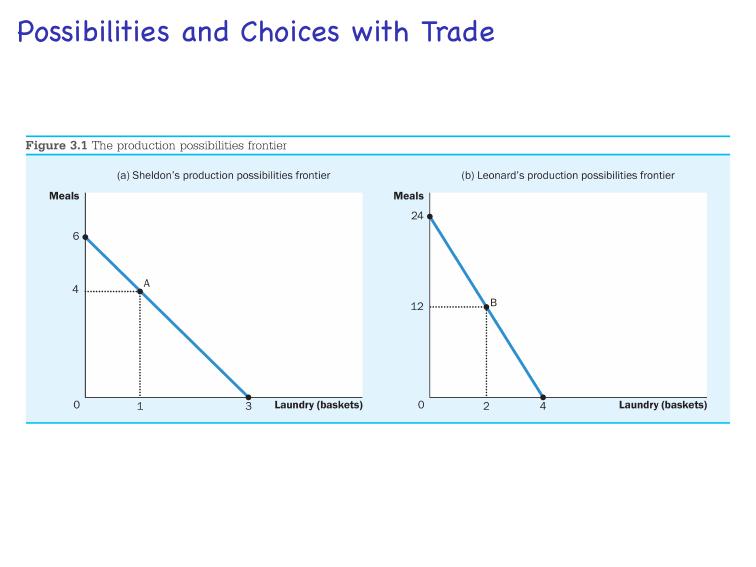 Possibilities and Choices with Trade
Figure 3.1 The production possibilities frontier
(a) Sheldon's production possibilities frontier
Meals
6
4
A
0
1
3
Laundry (baskets)
(b) Leonard's production possibilities frontier
Meals
24
12
B
0
2
4
Laundry (baskets)